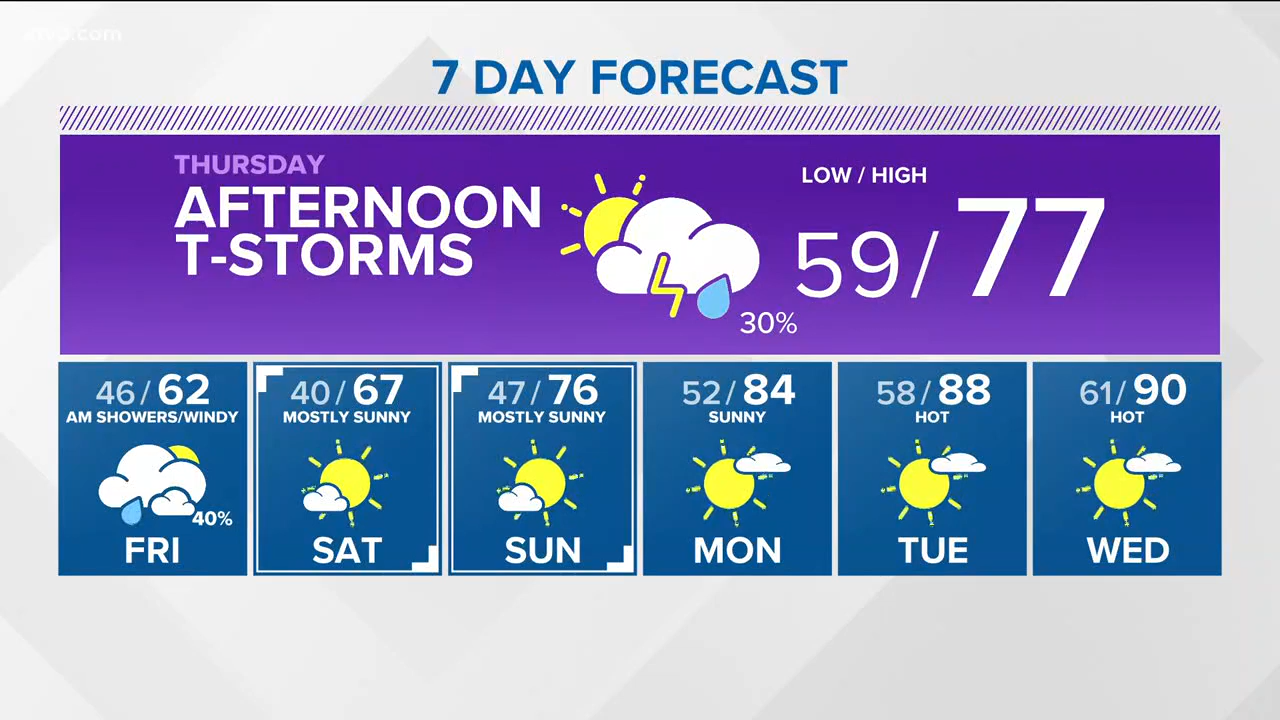 7 DAY FORECAST
THURSDAY
AFTERNOON
T-STORMS
LOW / HIGH
59/77
30%
46/62
AM SHOWERS/WINDY
40%
FRI
40/67
MOSTLY SUNNY
SAT
47/76
MOSTLY SUNNY
SUN
52/84
SUNNY
MON
58/88
HOT
TUE
61/90
HOT
WED